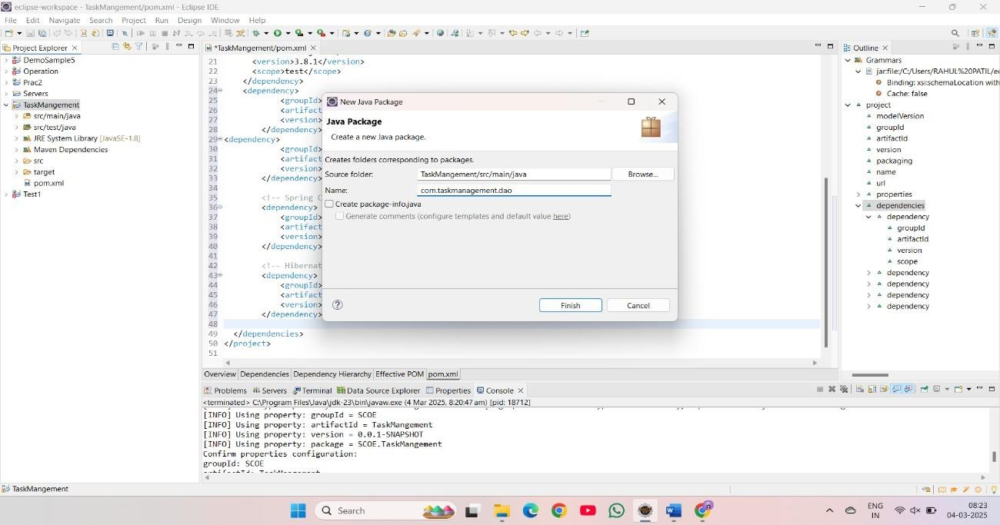 eclipse-workspace - TaskMangement/pom.xml - Eclipse IDE
File Edit Navigate Search Project Run Design Window Help
Project Explorer
DemoSample5
Operation
Prac2
Servers
TaskMangement
src/main/java
src/test/java
JRE System Library [JavaSE-1.8]
Maven Dependencies
src
target
pom.xml
Test1
*TaskMangement/pom.xml
21 <version>3.8.1</version>
22 <scope>test</scope>
23 </dependency>
24 <dependency>
25 <groupId>
26 <artifact
27 <version>
28 </dependency>
29 <dependency>
30 <groupId>
31 <artifact
32 <version>
33 </dependency>
34
35 <!-- Spring C
36 <dependency>
37 <groupId>
38 <artifact
39 <version>
40 </dependency>
41
42 <!-- Hibernat
43 <dependency>
44 <groupId>
45 <artifact
46 <version>
47 </dependency>
48
49 </dependencies>
50 </project>
51
Overview Dependencies Dependency Hierarchy Effective POM pom.xml
New Java Package
Java Package
Create a new Java package.
Creates folders corresponding to packages.
Source folder: TaskMangement/src/main/java Browse...
Name: com.taskmanagement.dao
Create package-info.java
Generate comments (configure templates and default value here)
? Finish Cancel
Outline
Grammars
jar:file:/C:/Users/RAHUL%20PATIL/e
Binding: xsi:schemaLocation with
Cache: false
project
modelVersion
groupId
artifactId
version
packaging
name
url
properties
dependencies
dependency
groupId
artifactId
version
scope
dependency
dependency
dependency
dependency
Problems Servers Terminal Data Source Explorer Properties Console
<terminated> C:\Program Files\Java\jdk-23\bin\javaw.exe (4 Mar 2025, 8:20:47 am) [pid: 18712]
[INFO] Using property: groupId = SCOE
[INFO] Using property: artifactId = TaskMangement
[INFO] Using property: version = 0.0.1-SNAPSHOT
[INFO] Using property: package = SCOE.TaskMangement
Confirm properties configuration:
groupId: SCOE
artifactId: TaskMangement
TaskMangement
Search
ENG
IN
08:23
04-03-2025